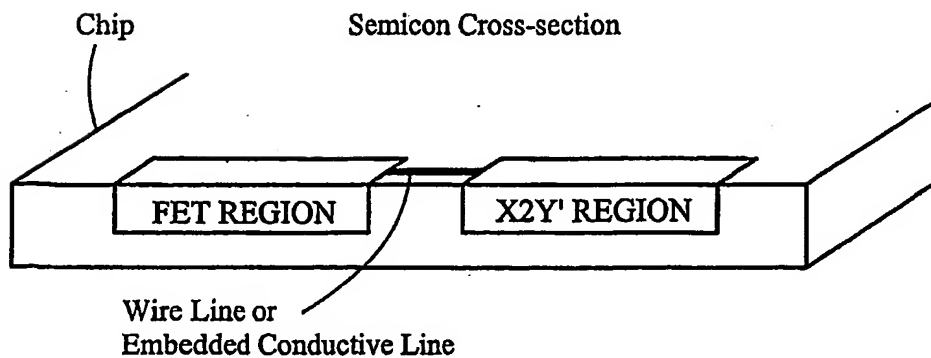 Chip
Semicon Cross-section
FET REGION
X2Y' REGION
Wire Line or
Embedded Conductive Line